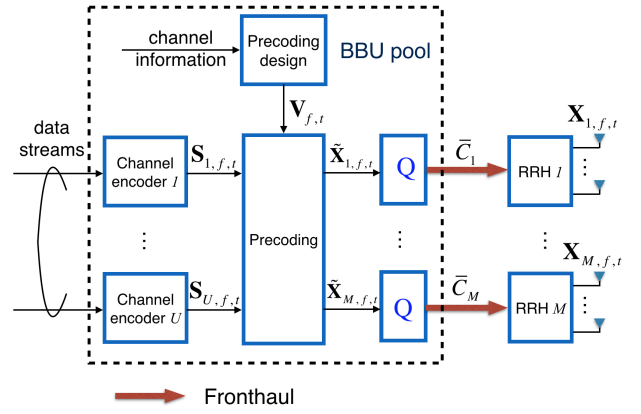 channel
information
Precoding
design
BBU pool
V_{f,t}
X_{1,f,t}
data
streams
Channel
encoder 1
S_{1,f,t}
X̃_{1,f,t}
Q
C̅_1
RRH 1
Precoding
X_{M,f,t}
Channel
encoder U
S_{U,f,t}
X̃_{M,f,t}
Q
C̅_M
RRH M
Fronthaul